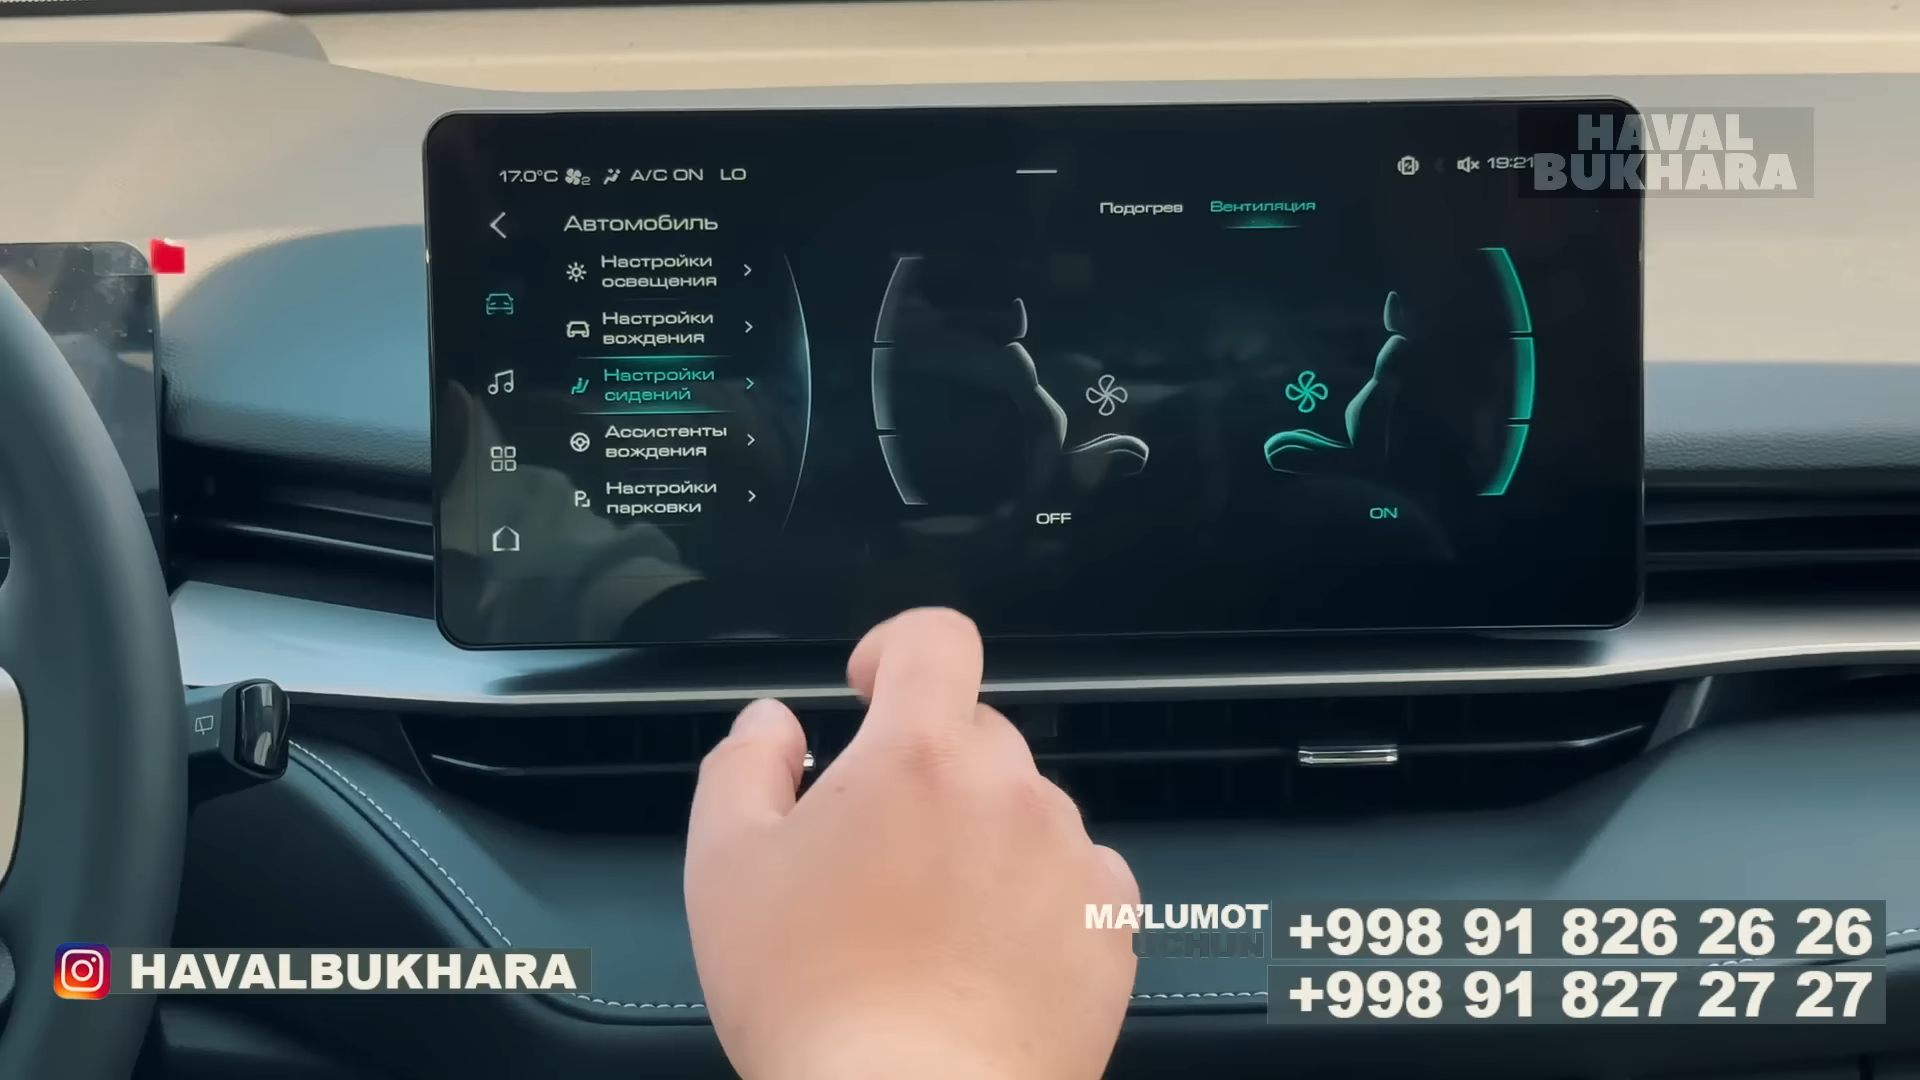 HAVAL
BUKHARA
17.0°C 2 A/C ON LO
19:21
Автомобиль
Подогрев Вентиляция
Настройки
освещения
Настройки
вождения
Настройки
сидений
Ассистенты
вождения
Настройки
парковки
OFF
ON
MA'LUMOT
UCHUN
+998 91 826 26 26
+998 91 827 27 27
HAVALBUKHARA